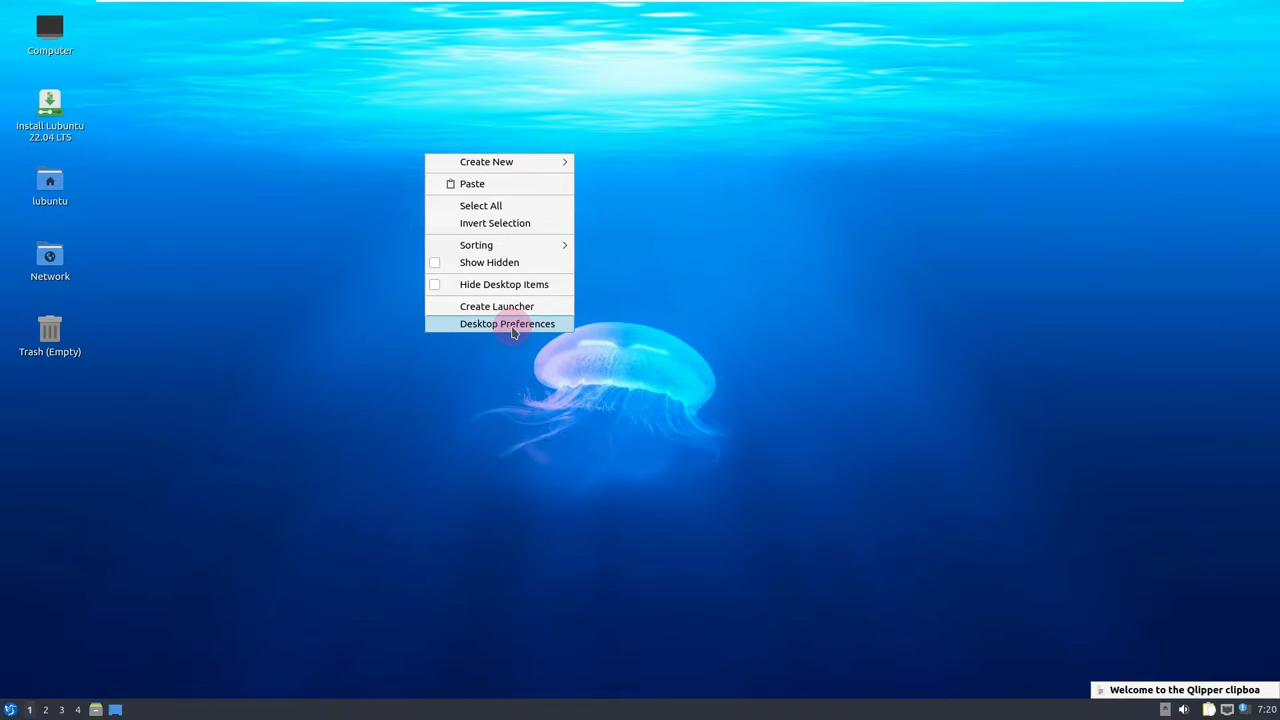 Computer
Install Lubuntu
22.04 LTS
lubuntu
Network
Trash (Empty)
Create New
Paste
Select All
Invert Selection
Sorting
Show Hidden
Hide Desktop Items
Create Launcher
Desktop Preferences
Welcome to the Qlipper clipboa
1 2 3 4
7:20